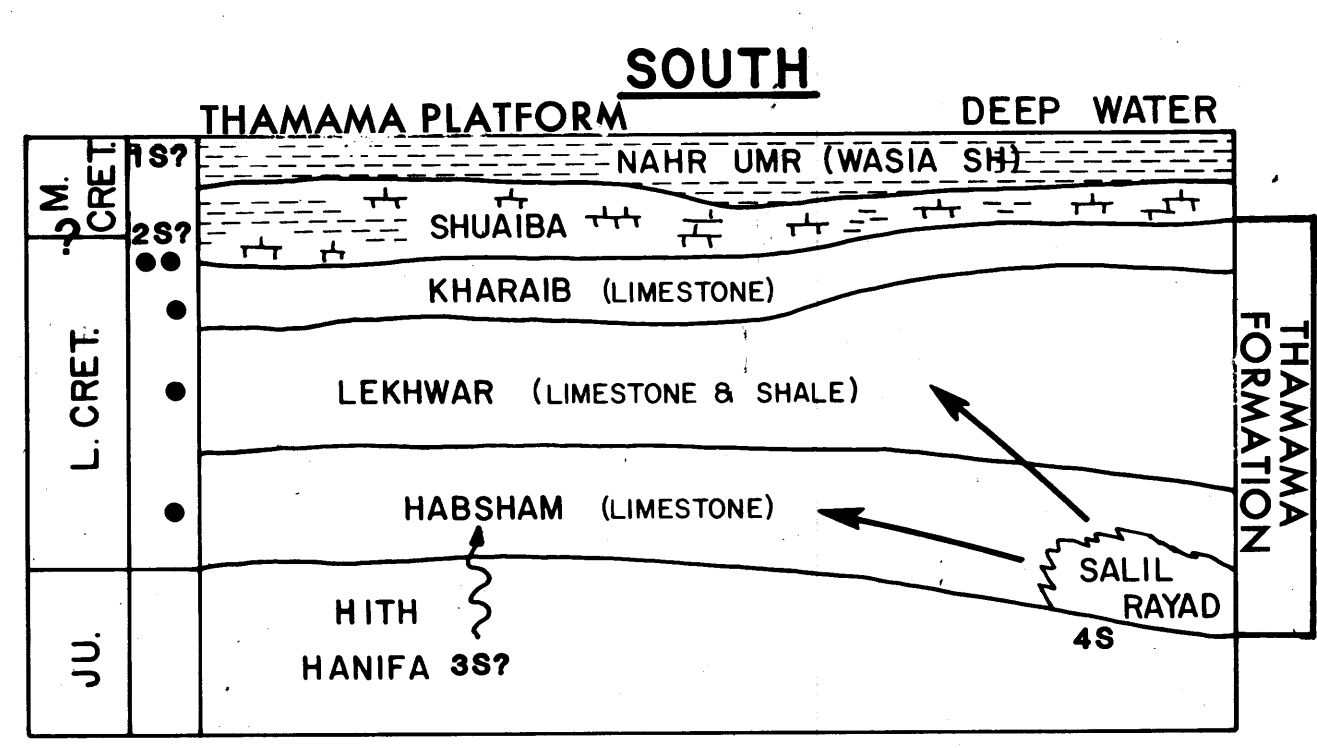 SOUTH
THAMAMA PLATFORM
DEEP WATER
M.
CRET.
?
1S?
NAHR UMR (WASIA SH)
2S?
SHUAIBA
KHARAIB (LIMESTONE)
L. CRET.
LEKHWAR (LIMESTONE & SHALE)
HABSHAM (LIMESTONE)
THAMAMA
FORMATION
SALIL
RAYAD
4S
JU.
HITH
HANIFA 3S?